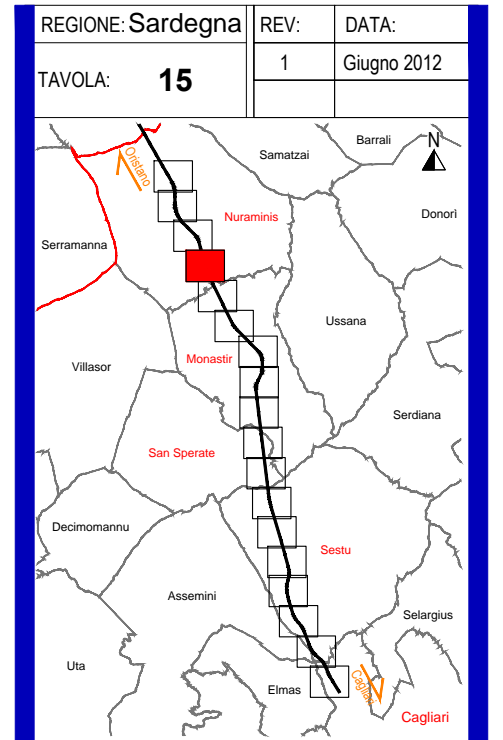 REGIONE: Sardegna
REV:
DATA:
TAVOLA: 15
1
Giugno 2012
Oristano
Samatzai
Barrali
N
Nuraminis
Donorì
Serramanna
Ussana
Villasor
Monastir
Serdiana
San Sperate
Decimomannu
Sestu
Assemini
Selargius
Uta
Elmas
Cagliari
Cagliari